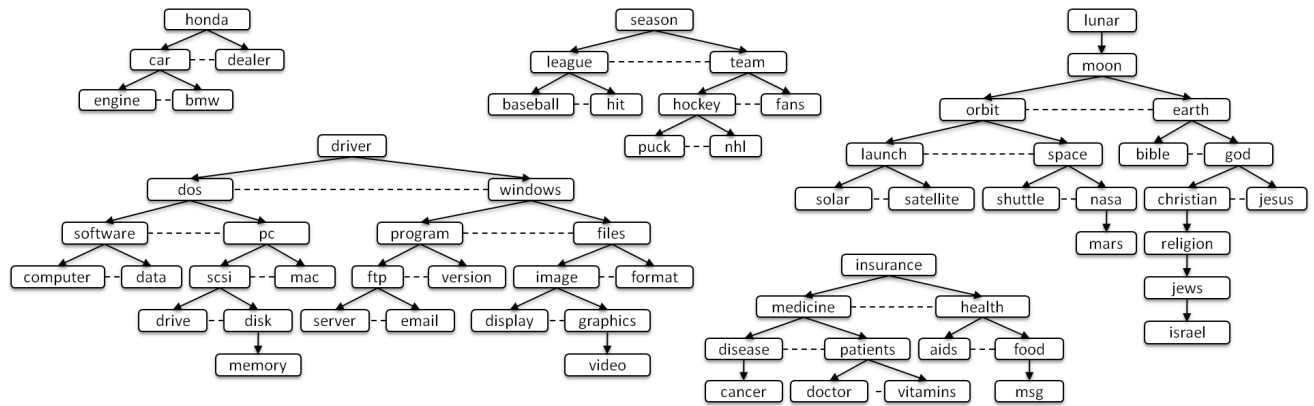 honda
car
dealer
engine
bmw
season
league
team
baseball
hit
hockey
fans
puck
nhl
lunar
moon
orbit
earth
launch
space
bible
god
solar
satellite
shuttle
nasa
christian
jesus
mars
religion
jews
israel
driver
dos
windows
software
pc
program
files
computer
data
scsi
mac
ftp
version
image
format
drive
disk
server
email
display
graphics
memory
video
insurance
medicine
health
disease
patients
aids
food
cancer
doctor
vitamins
msg